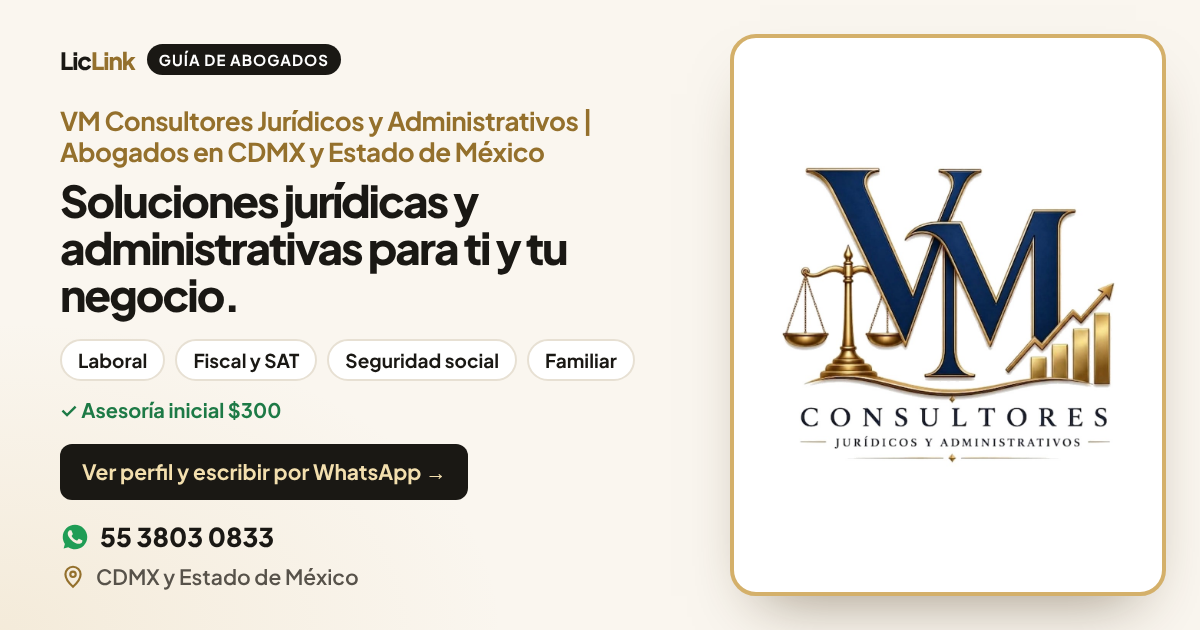 LicLink
GUÍA DE ABOGADOS
VM Consultores Jurídicos y Administrativos |
Abogados en CDMX y Estado de México
Soluciones jurídicas y
administrativas para ti y tu
negocio.
Laboral
Fiscal y SAT
Seguridad social
Familiar
✓ Asesoría inicial $300
Ver perfil y escribir por WhatsApp →
55 3803 0833
CDMX y Estado de México
VM
CONSULTORES
JURÍDICOS Y ADMINISTRATIVOS